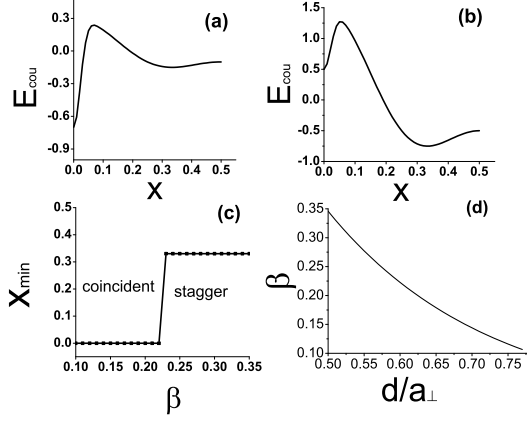 (a)
0.3
0.0
-0.3
-0.6
-0.9
E_cou
0.0 0.1 0.2 0.3 0.4 0.5
X
(b)
1.5
1.0
0.5
0.0
-0.5
-1.0
E_cou
0.0 0.1 0.2 0.3 0.4 0.5
X
(c)
0.5
0.4
0.3
0.2
0.1
0.0
X_min
coincident
stagger
0.10 0.15 0.20 0.25 0.30 0.35
β
(d)
0.35
0.30
0.25
0.20
0.15
0.10
β
0.50 0.55 0.60 0.65 0.70 0.75
d/a⊥